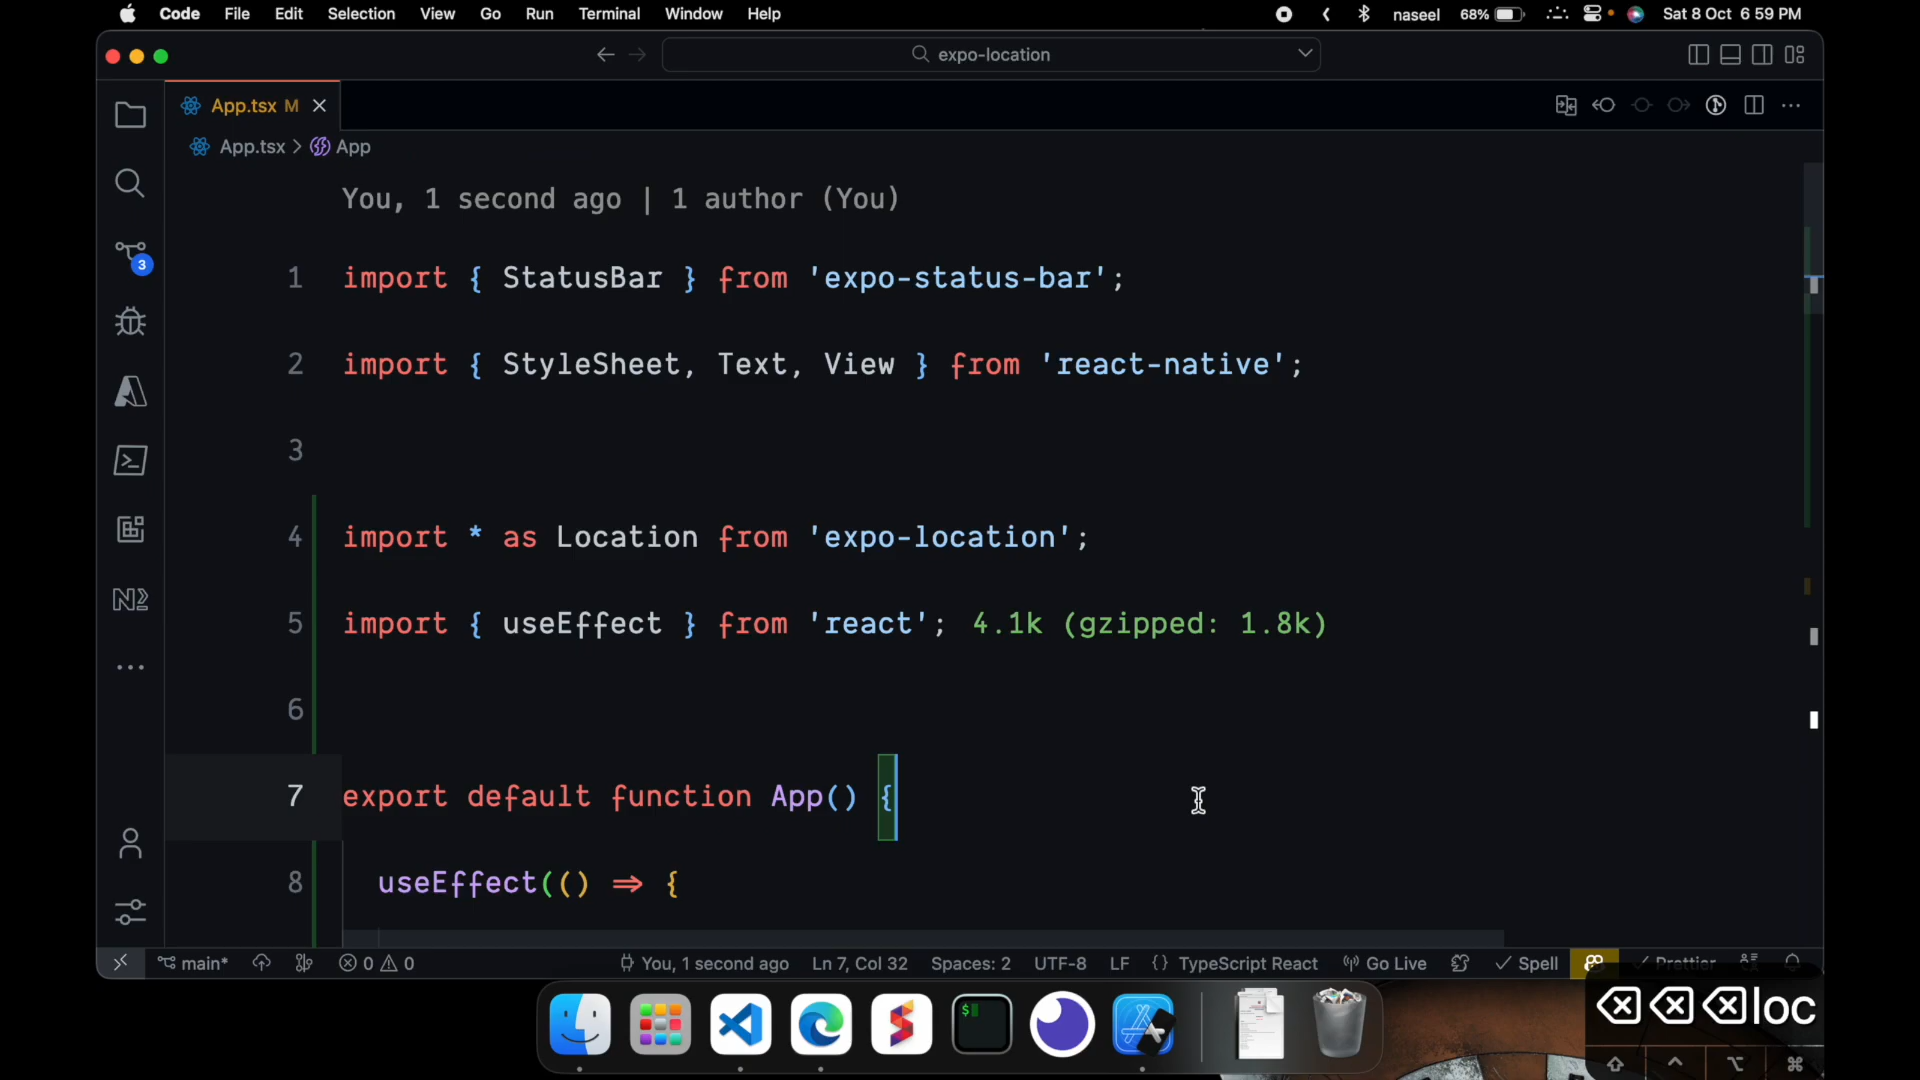 Code File Edit Selection View Go Run Terminal Window Help naseel 68% Sat 8 Oct 6 59 PM
expo-location
App.tsx M
App.tsx > App
You, 1 second ago | 1 author (You)
1 import { StatusBar } from 'expo-status-bar';
2 import { StyleSheet, Text, View } from 'react-native';
3
4 import * as Location from 'expo-location';
5 import { useEffect } from 'react'; 4.1k (gzipped: 1.8k)
6
7 export default function App() {
8 useEffect(() => {
3
main* 0 0 You, 1 second ago Ln 7, Col 32 Spaces: 2 UTF-8 LF {} TypeScript React Go Live Spell Prettier
loc